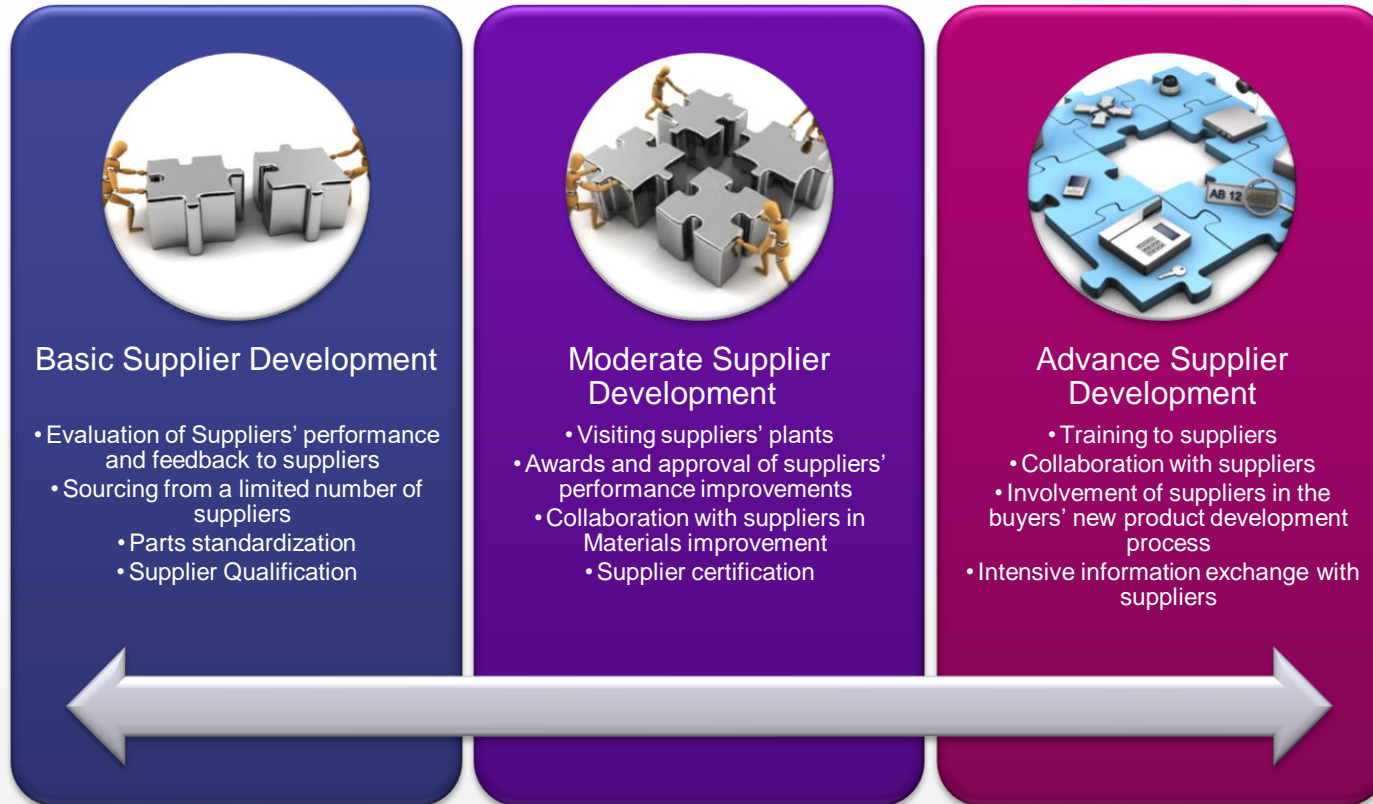 Basic Supplier Development
• Evaluation of Suppliers’ performance
and feedback to suppliers
• Sourcing from a limited number of
suppliers
• Parts standardization
• Supplier Qualification
Moderate Supplier
Development
• Visiting suppliers’ plants
• Awards and approval of suppliers’
performance improvements
• Collaboration with suppliers in
Materials improvement
• Supplier certification
AB 12
Advance Supplier
Development
• Training to suppliers
• Collaboration with suppliers
• Involvement of suppliers in the
buyers’ new product development
process
• Intensive information exchange with
suppliers